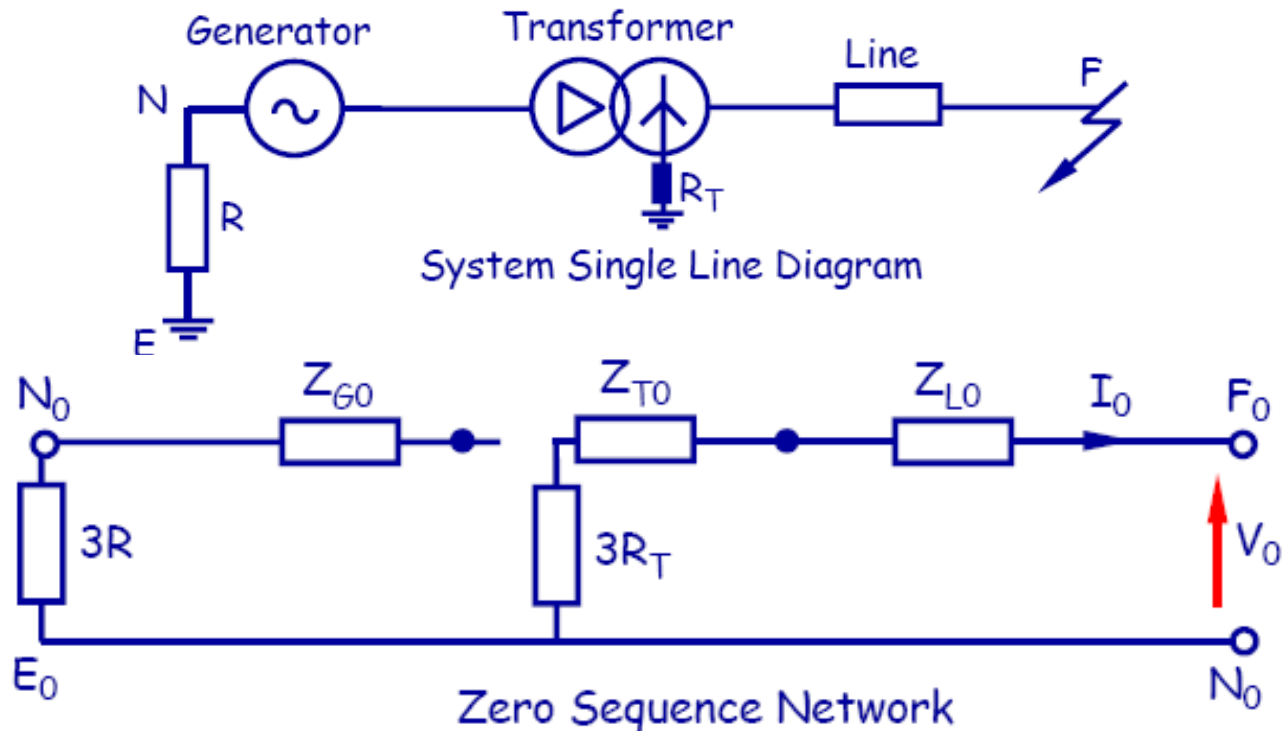 Generator
Transformer
Line
F
N
R
R_T
E
System Single Line Diagram
N_0
Z_G0
Z_T0
Z_L0
I_0
F_0
3R
3R_T
V_0
E_0
N_0
Zero Sequence Network